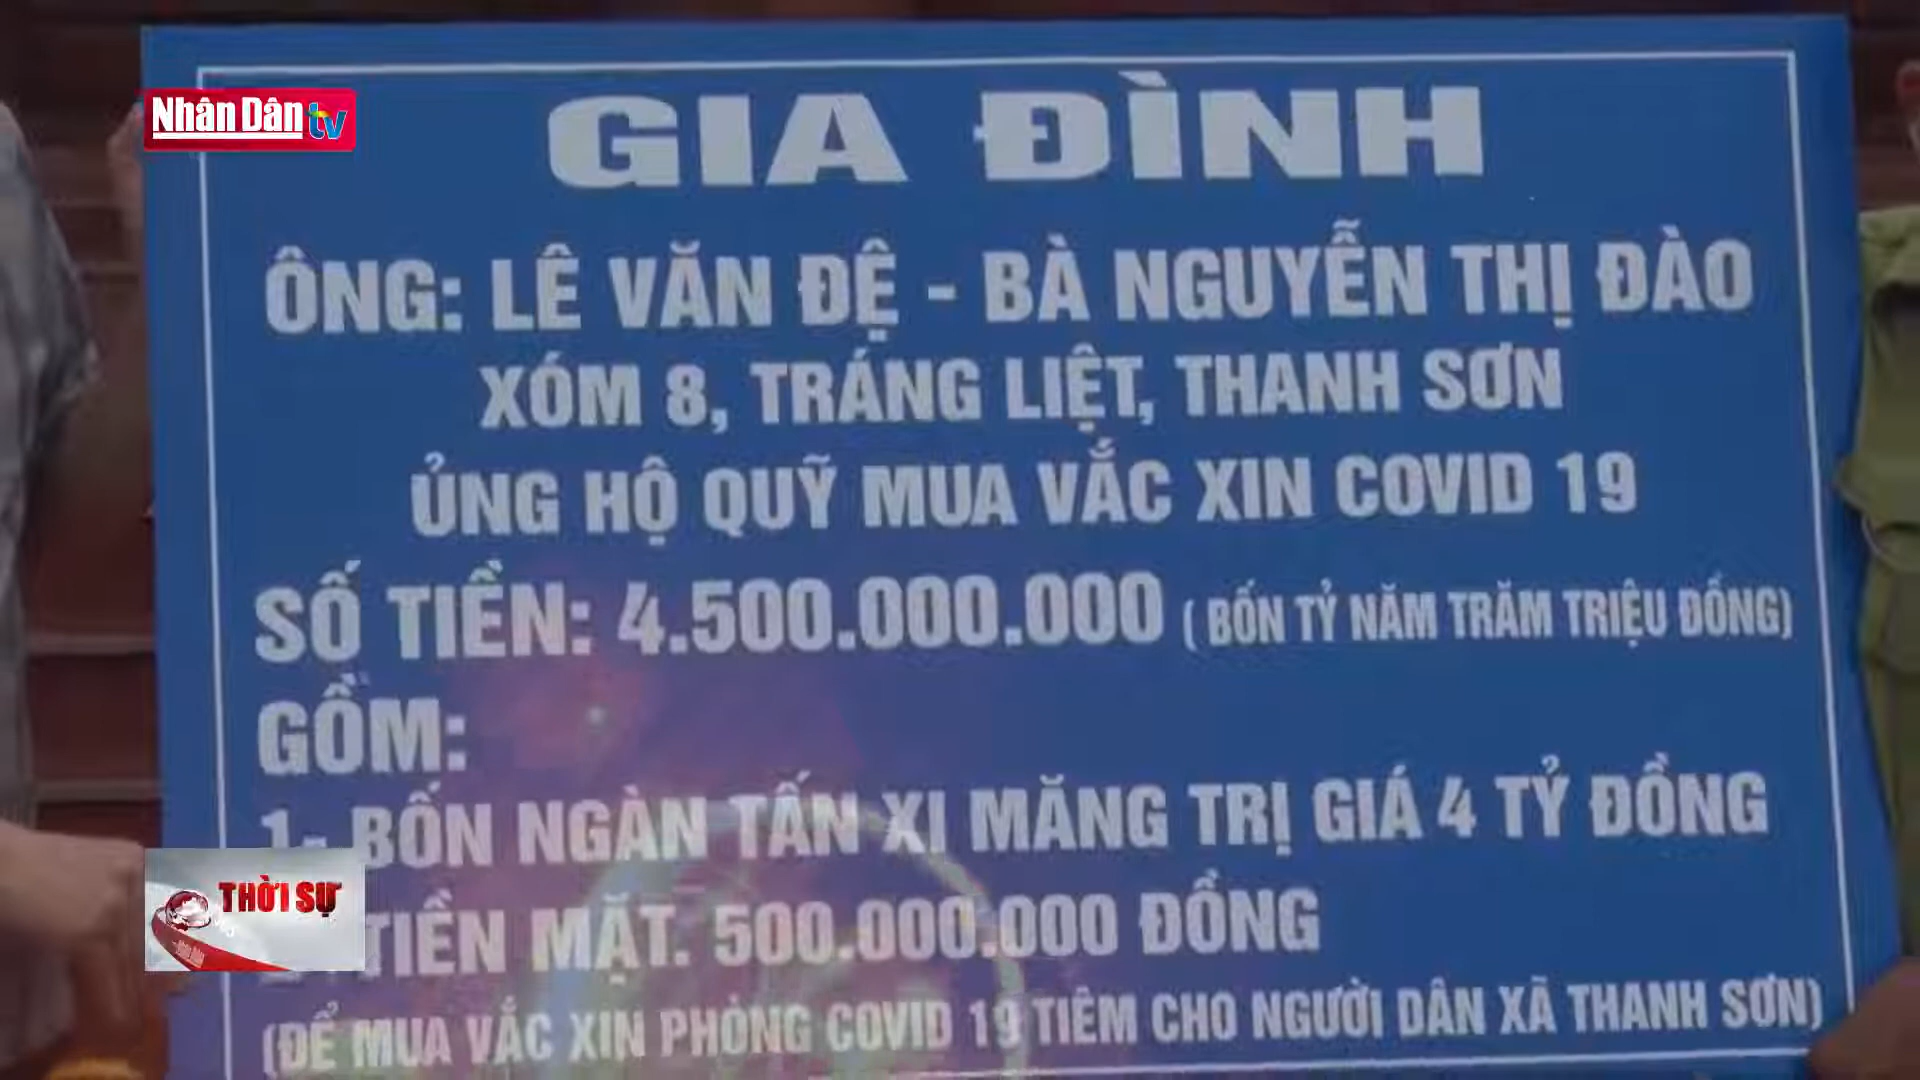 Nhân Dân tv
GIA ĐÌNH
ÔNG: LÊ VĂN ĐỆ - BÀ NGUYỄN THỊ ĐÀO
XÓM 8, TRÁNG LIỆT, THANH SƠN
ỦNG HỘ QUỸ MUA VẮC XIN COVID 19
SỐ TIỀN: 4.500.000.000 ( BỐN TỶ NĂM TRĂM TRIỆU ĐỒNG)
GỒM:
1- BỐN NGÀN TẤN XI MĂNG TRỊ GIÁ 4 TỶ ĐỒNG
TIỀN MẶT. 500.000.000 ĐỒNG
(ĐỂ MUA VẮC XIN PHÒNG COVID 19 TIÊM CHO NGƯỜI DÂN XÃ THANH SƠN)
THỜI SỰ